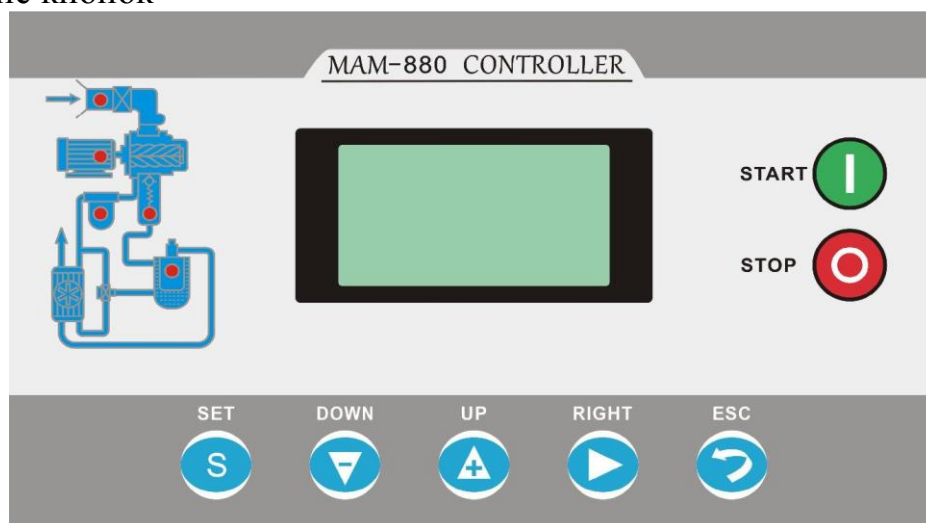 MAM-880 CONTROLLER
START
STOP
SET DOWN UP RIGHT ESC
S